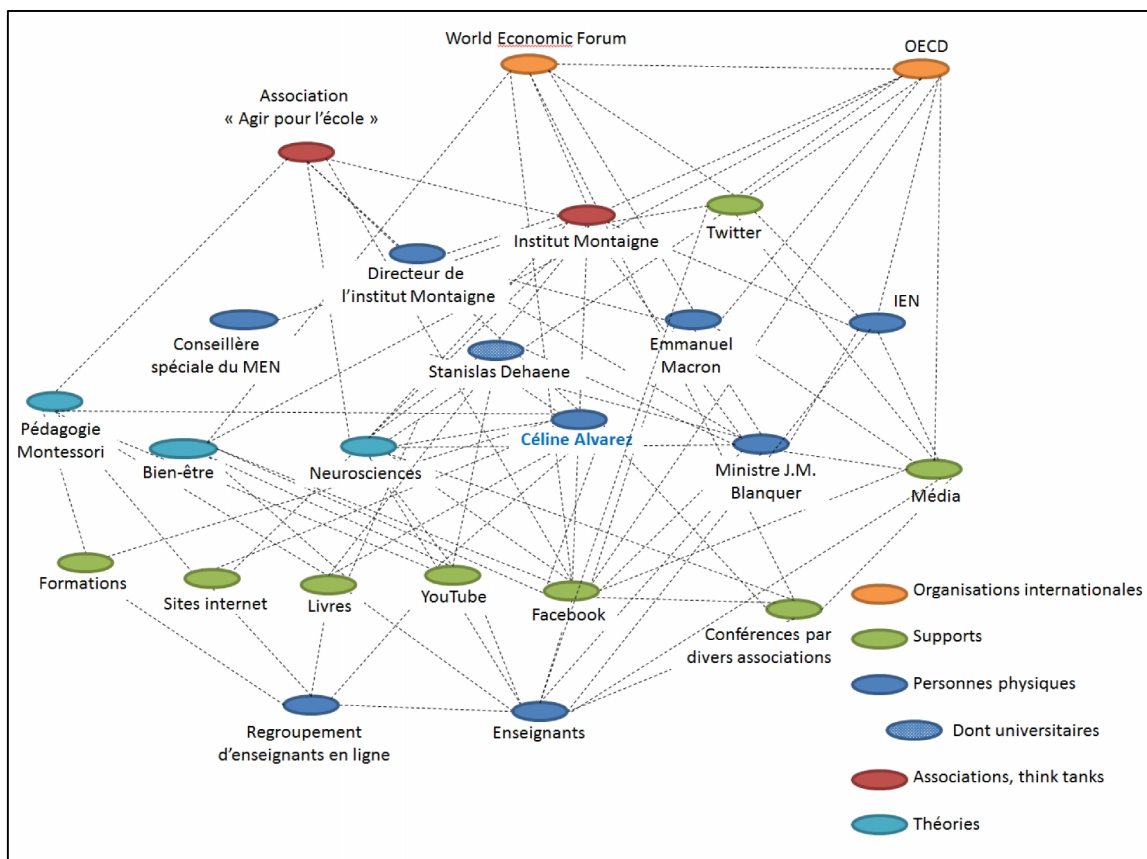 World Economic Forum
OECD
Association
« Agir pour l'école »
Institut Montaigne
Twitter
Directeur de
l'institut Montaigne
IEN
Conseillère
spéciale du MEN
Emmanuel
Macron
Stanislas Dehaene
Pédagogie
Montessori
Bien-être
Neurosciences
Céline Alvarez
Ministre J.M.
Blanquer
Média
Formations
Sites internet
Livres
YouTube
Facebook
Conférences par
divers associations
Regroupement
d'enseignants en ligne
Enseignants
Organisations internationales
Supports
Personnes physiques
Dont universitaires
Associations, think tanks
Théories